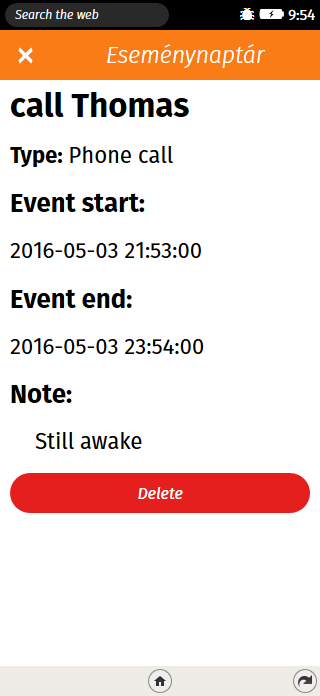 Search the web
9:54
Eseménynaptár
call Thomas
Type: Phone call
Event start:
2016-05-03 21:53:00
Event end:
2016-05-03 23:54:00
Note:
Still awake
Delete